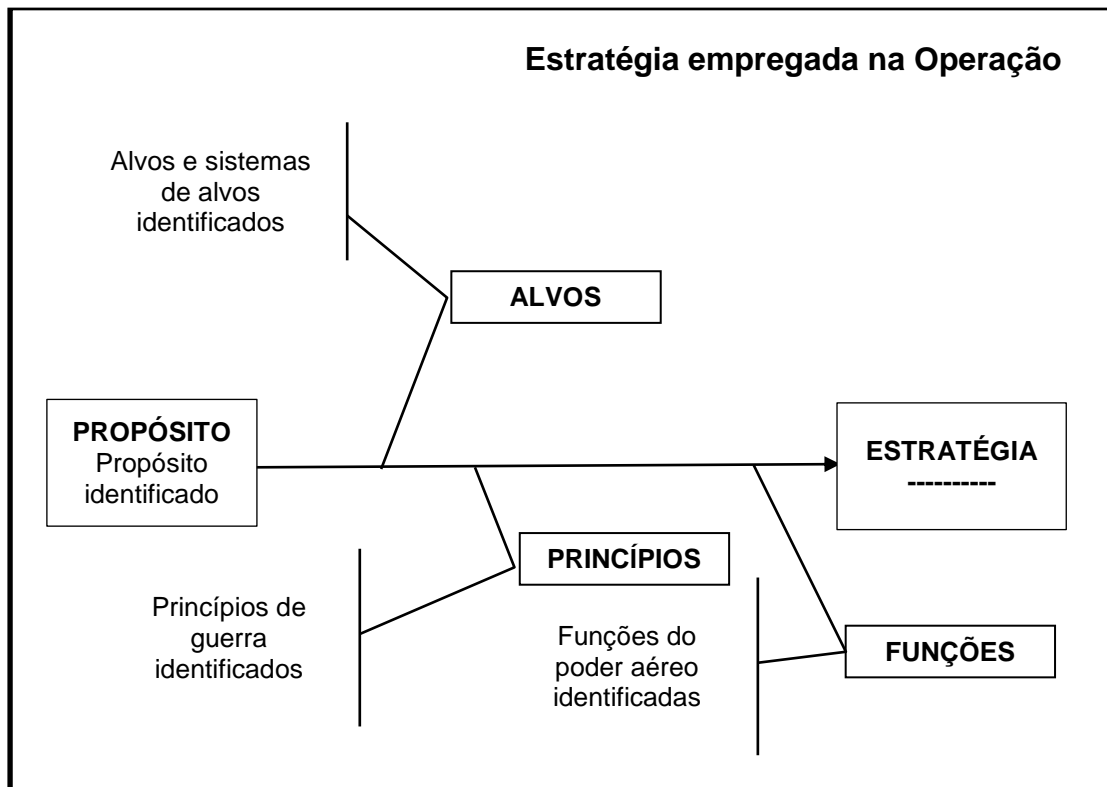 Estratégia empregada na Operação
Alvos e sistemas
de alvos
identificados
ALVOS
PROPÓSITO
Propósito
identificado
ESTRATÉGIA
----------
PRINCÍPIOS
Princípios de
guerra
identificados
Funções do
poder aéreo
identificadas
FUNÇÕES